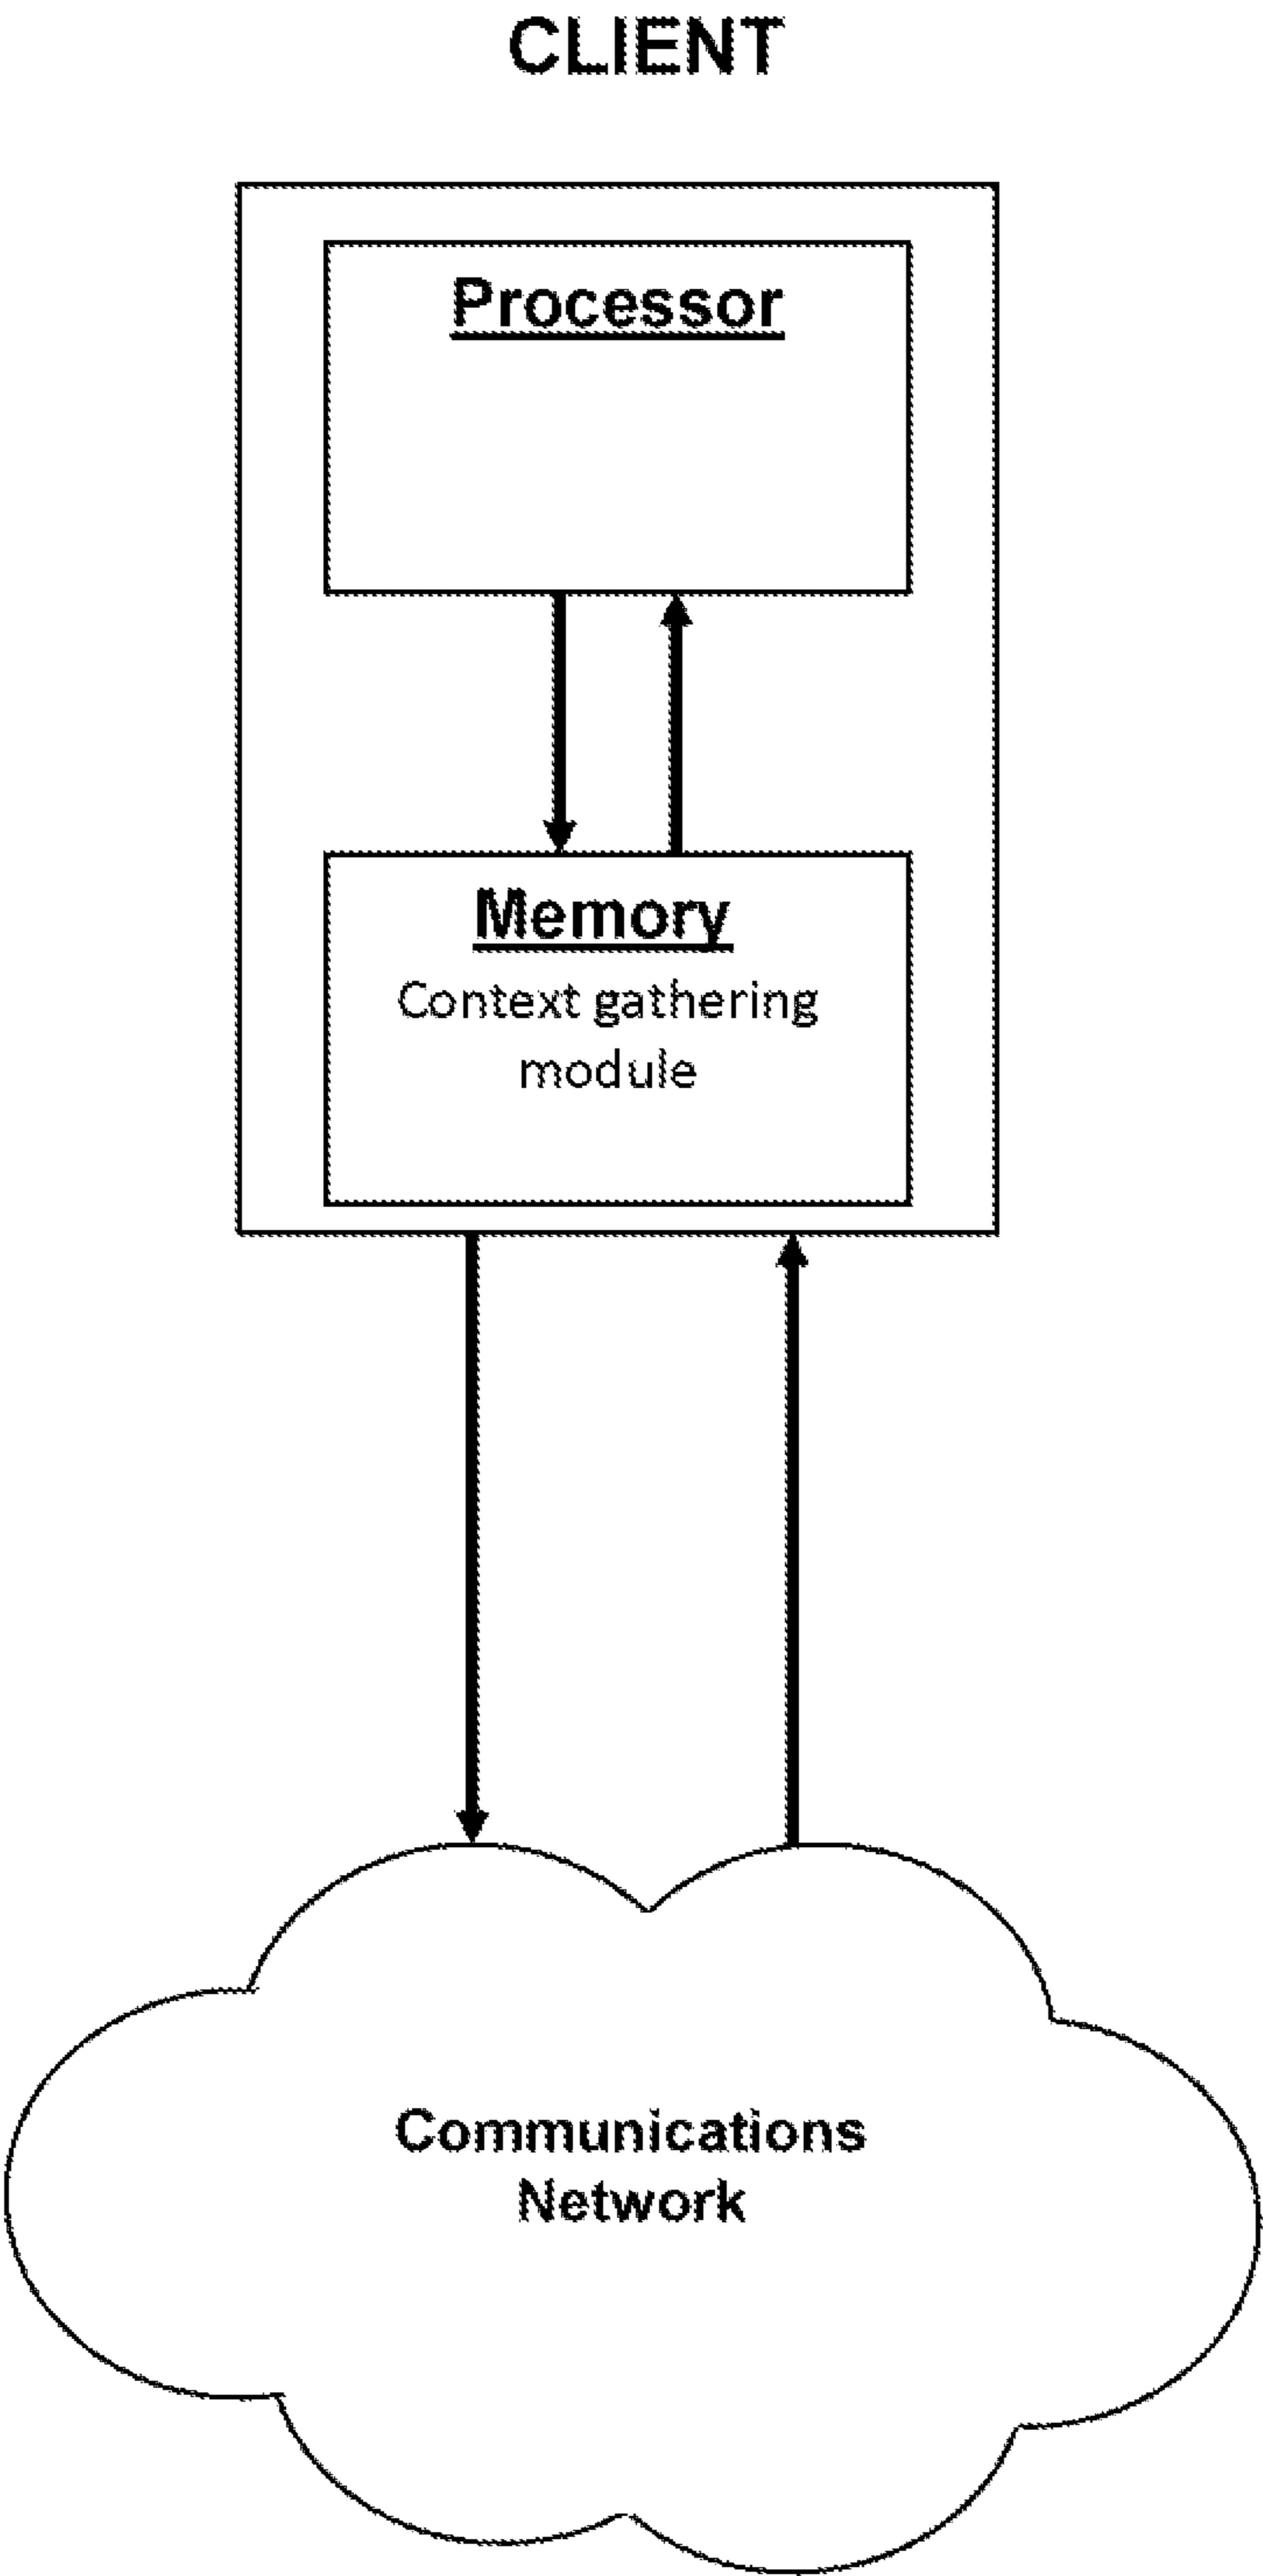 CLIENT
Processor
Memory
Context gathering
module
Communications
Network